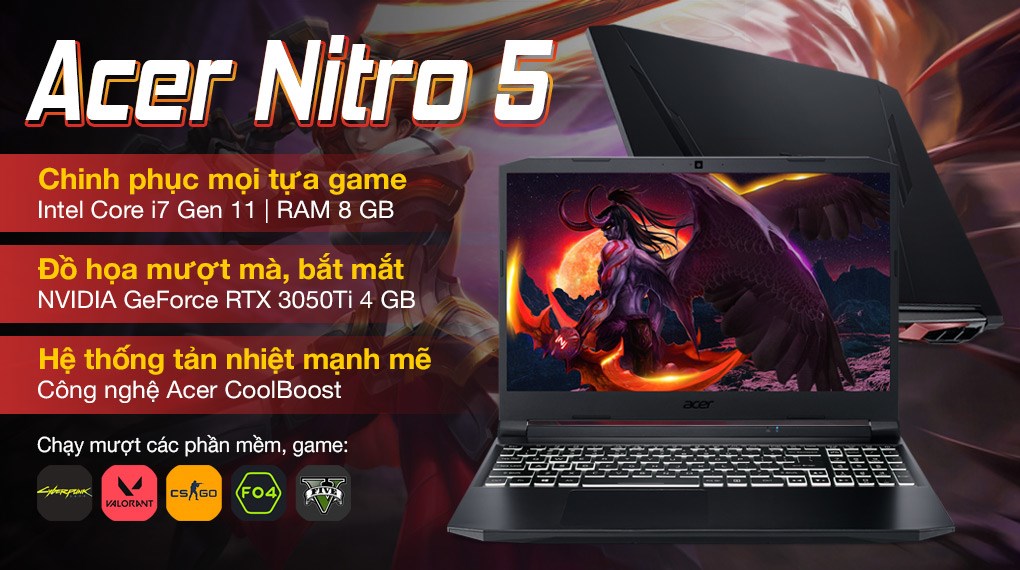 Acer Nitro 5
Chinh phục mọi tựa game
Intel Core i7 Gen 11 | RAM 8 GB
Đồ họa mượt mà, bắt mắt
NVIDIA GeForce RTX 3050Ti 4 GB
Hệ thống tản nhiệt mạnh mẽ
Công nghệ Acer CoolBoost
Chạy mượt các phần mềm, game:
Cyberpunk
VALORANT
CS GO
FO4
V
FIVE
acer